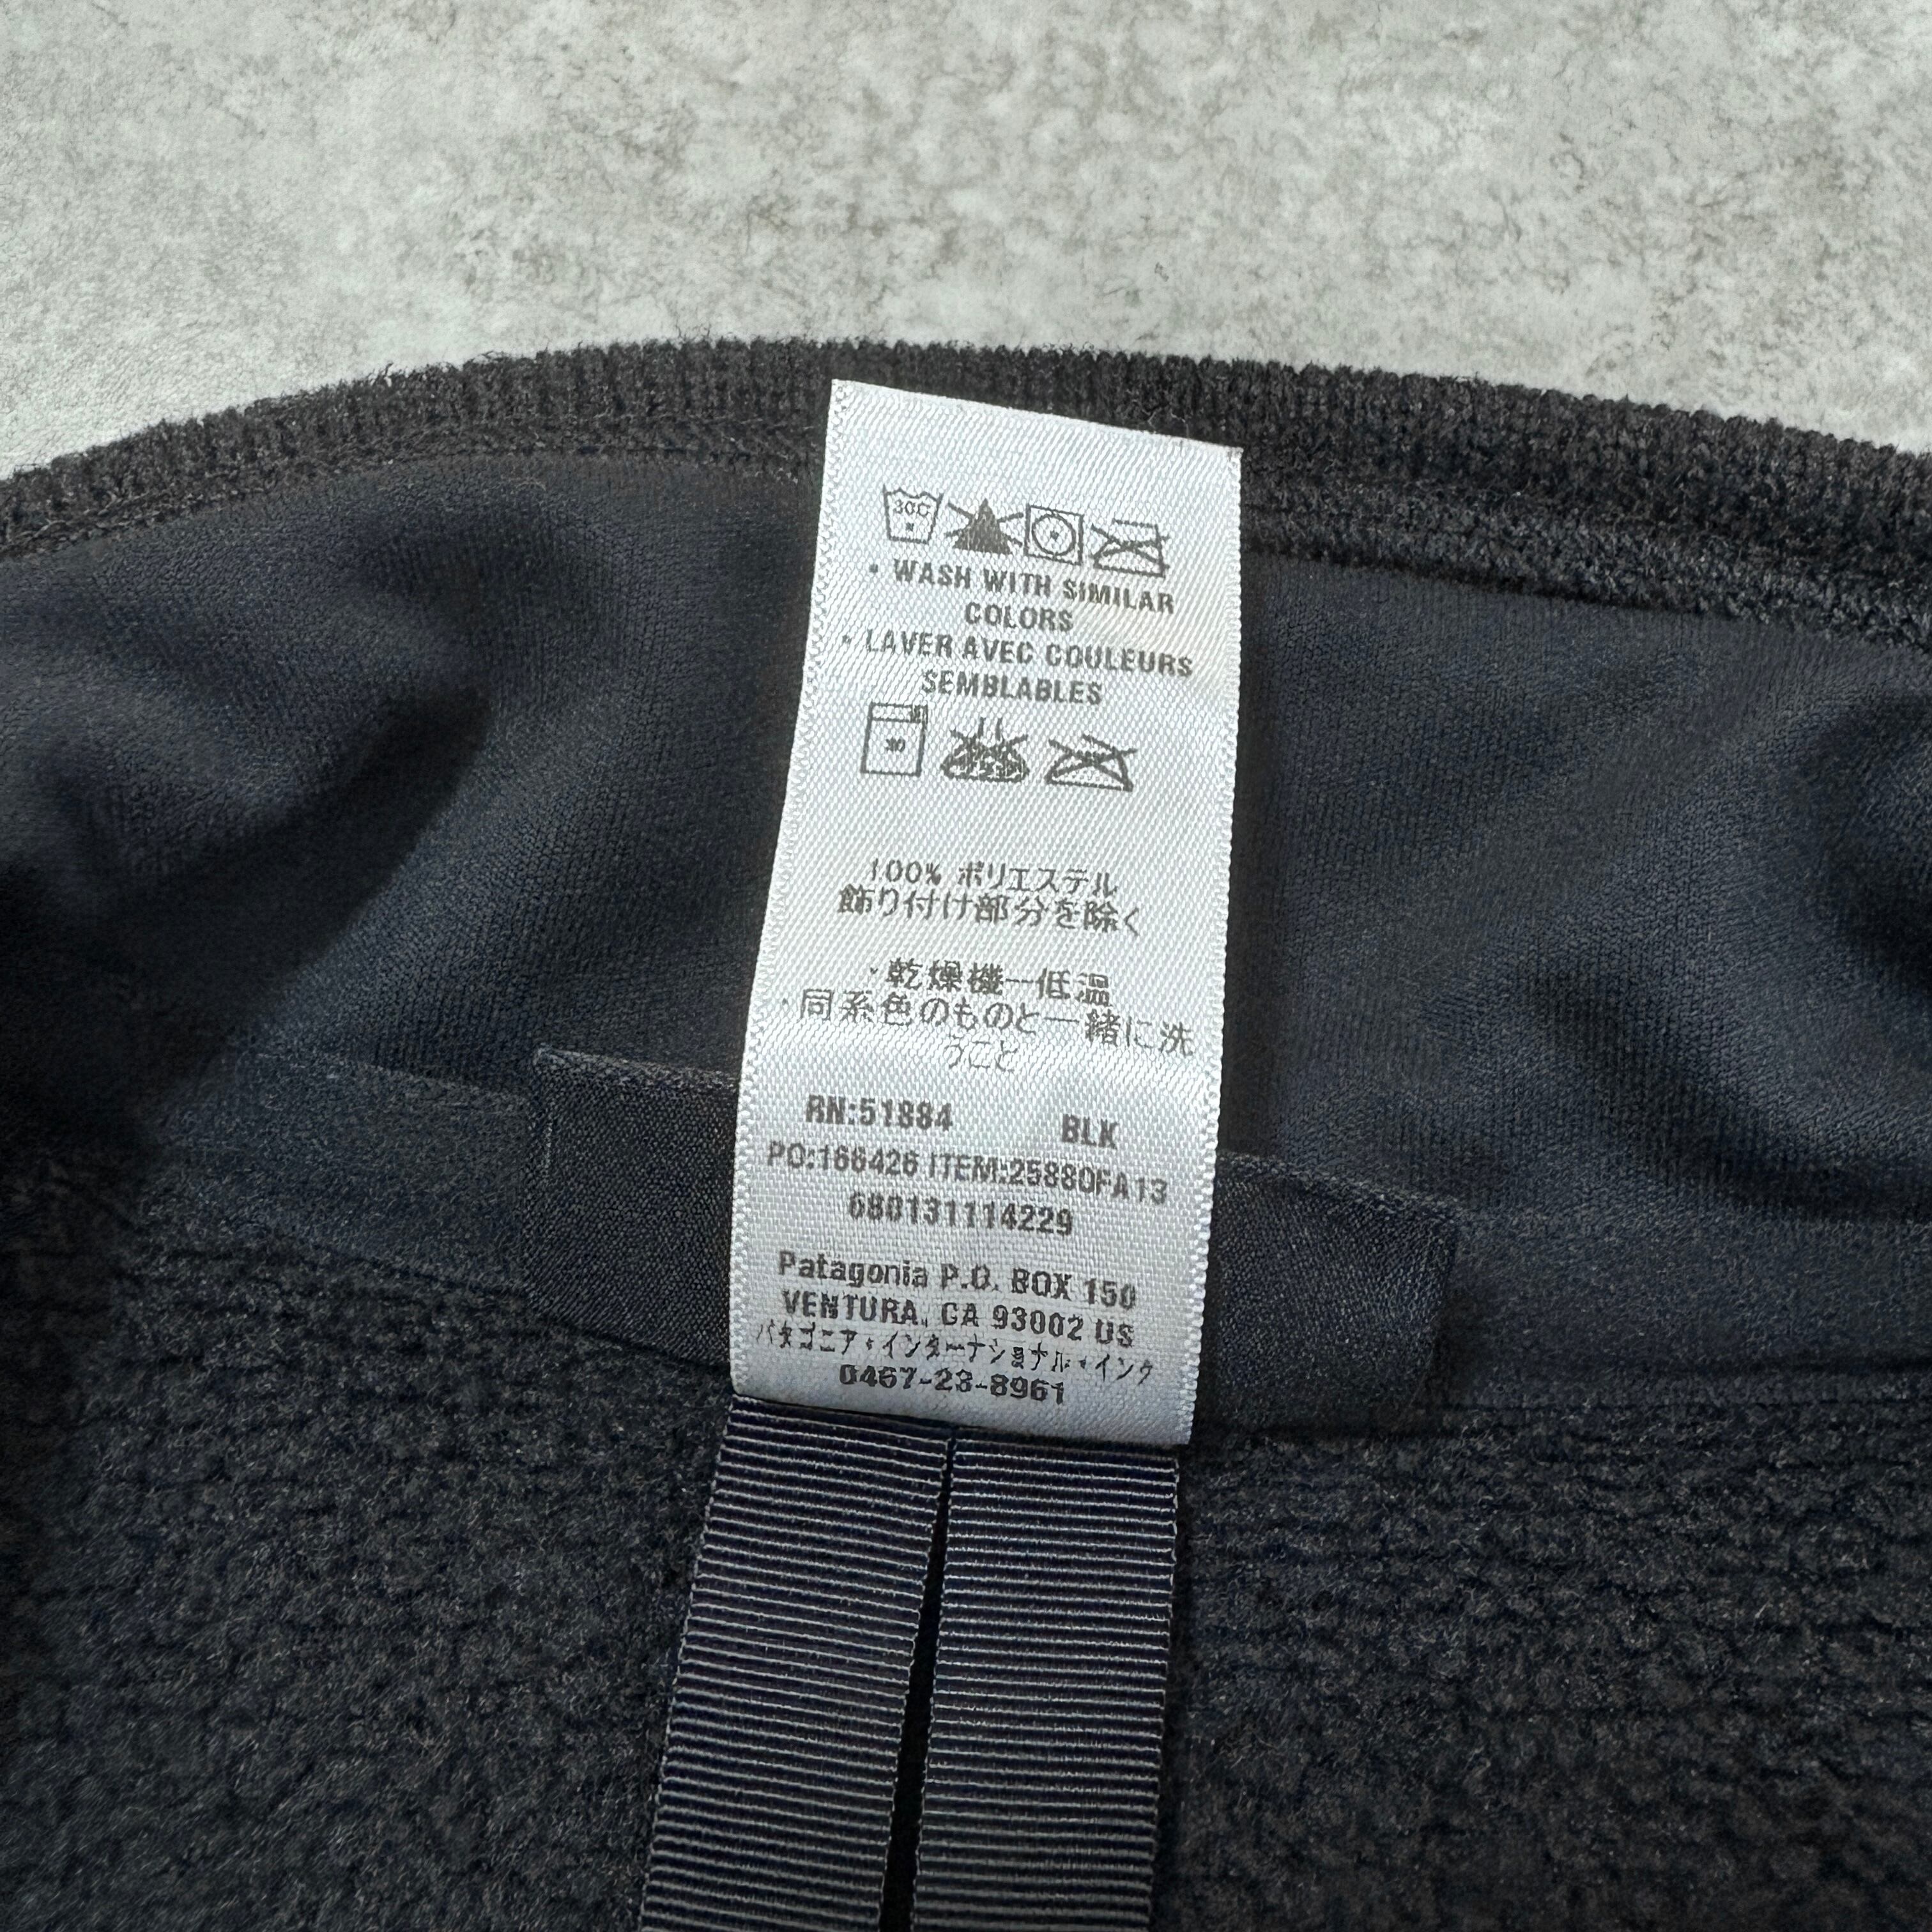 30C
• WASH WITH SIMILAR
COLORS
• LAVER AVEC COULEURS
SEMBLABLES
30
100% ポリエステル
飾り付け部分を除く
・乾燥機一低温
・同系色のものと一緒に洗
うこと
RN:51884 BLK
PO:166426 ITEM:25880FA13
680131114229
Patagonia P.O. BOX 150
VENTURA, CA 93002 US
パタゴニア・インターナショナル・インク
0467-23-8961